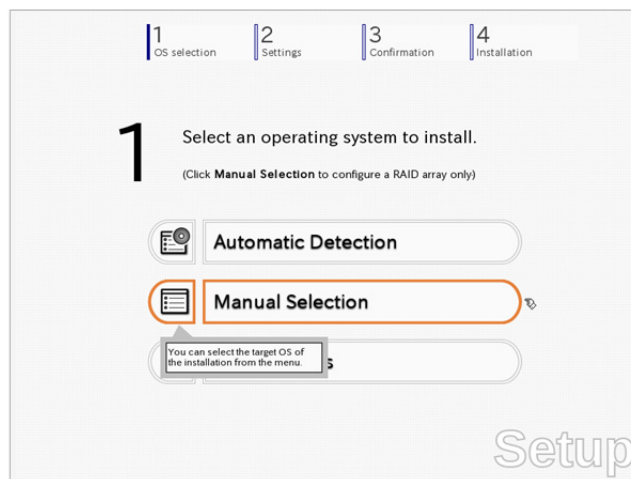 1 2 3 4
OS selection Settings Confirmation Installation
1 Select an operating system to install.
(Click Manual Selection to configure a RAID array only)
Automatic Detection
Manual Selection
You can select the target OS of
the installation from the menu.
Setup